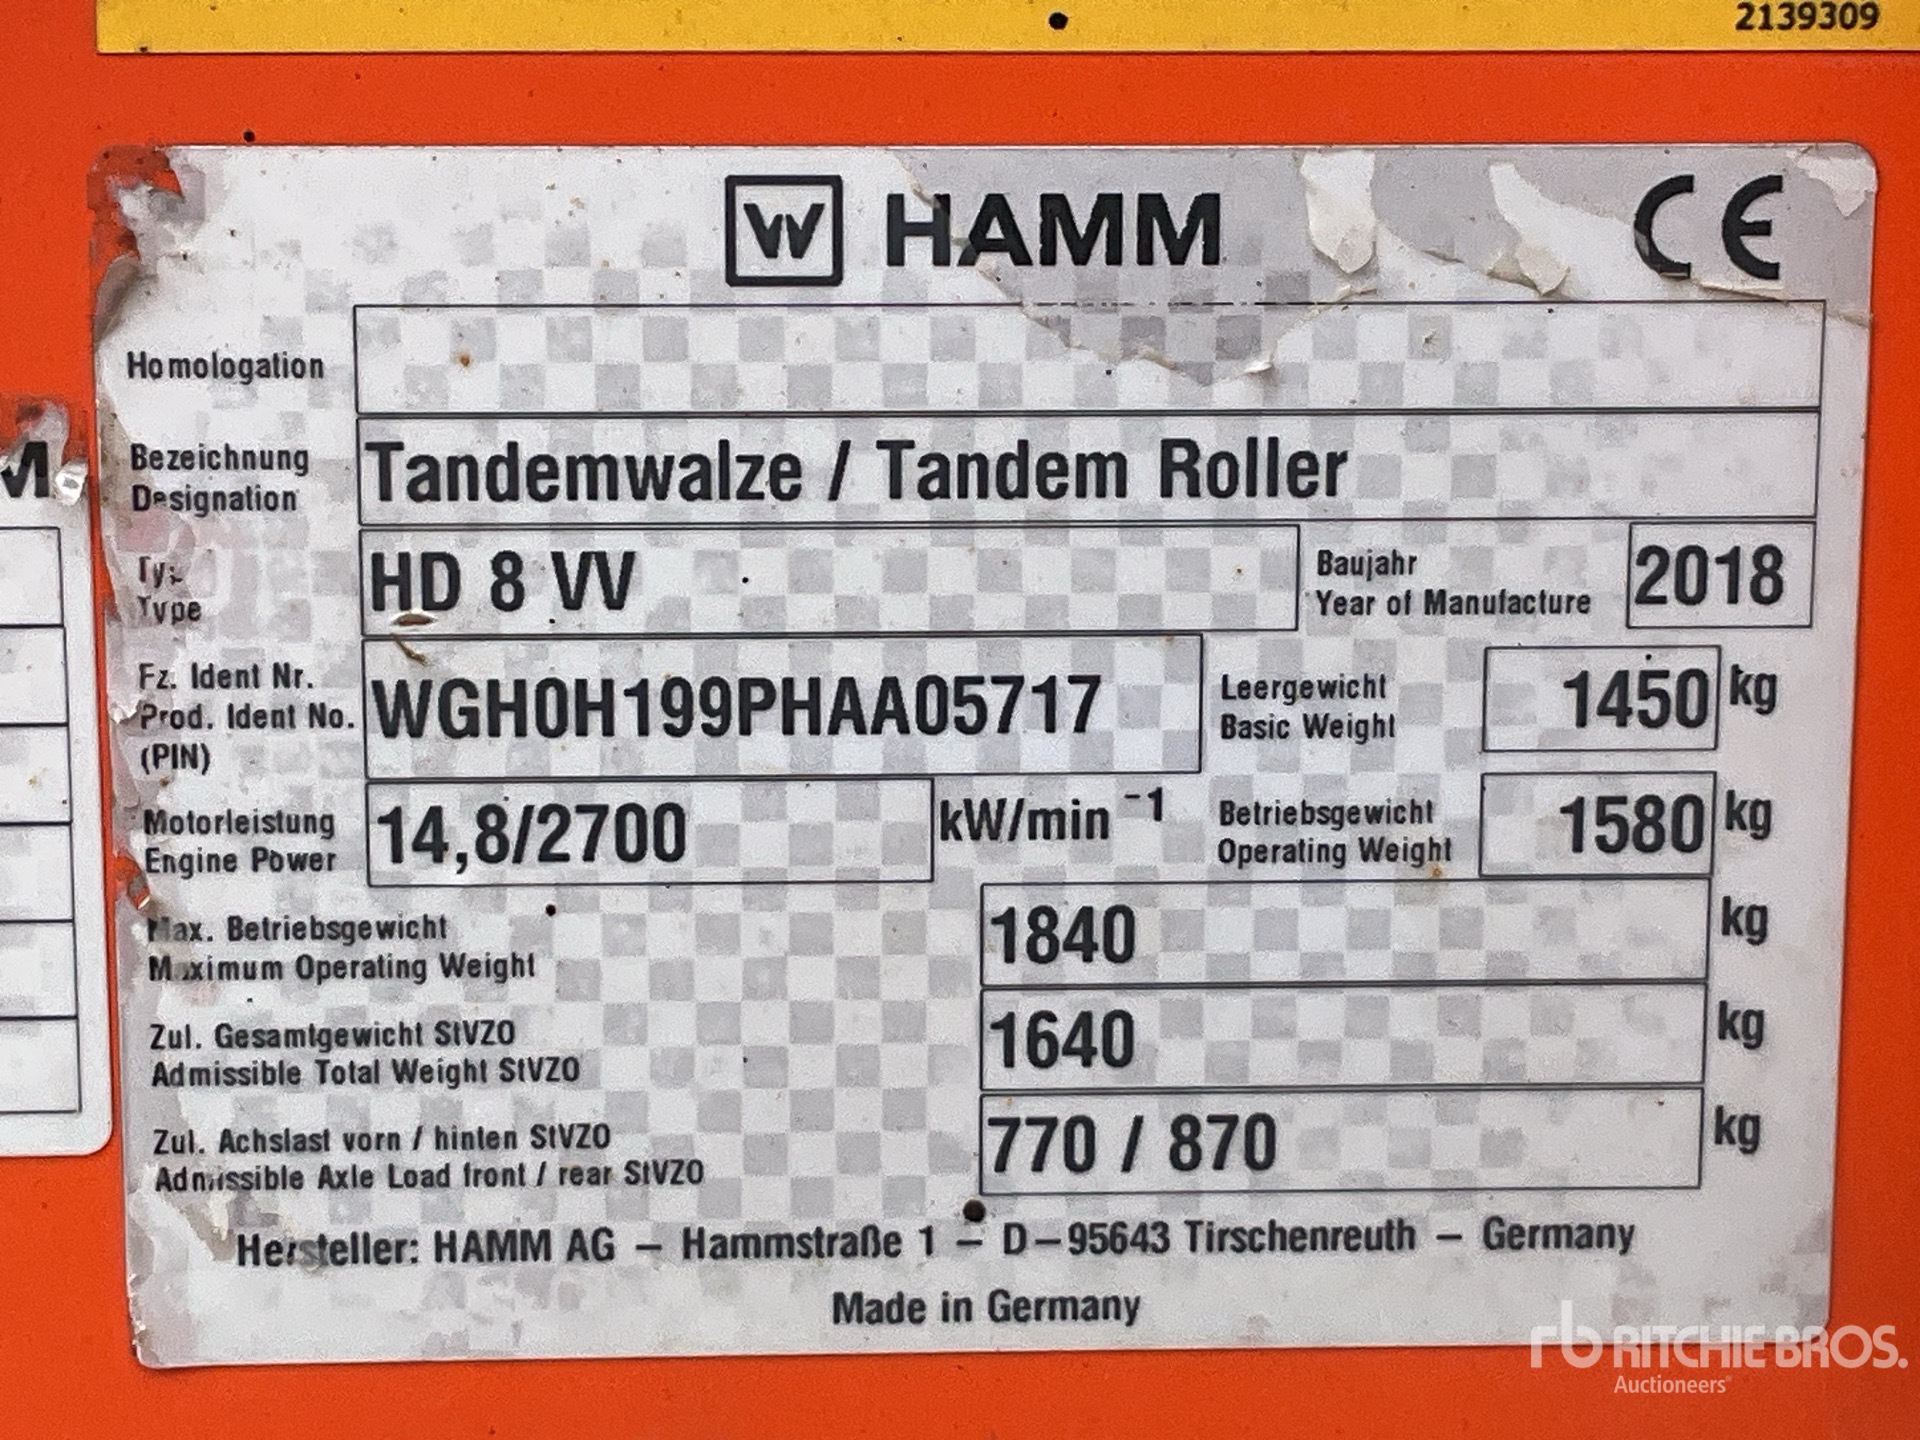 2139309
HAMM CE
Homologation
Bezeichnung
Designation
Tandemwalze / Tandem Roller
Type
HD 8 VV
Baujahr
Year of Manufacture
2018
Fz. Ident Nr.
Prod. Ident No.
(PIN)
WGH0H199PHAA05717
Leergewicht
Basic Weight
1450 kg
Motorleistung
Engine Power
14,8/2700 kW/min⁻¹
Betriebsgewicht
Operating Weight
1580 kg
Max. Betriebsgewicht
Maximum Operating Weight
1840 kg
Zul. Gesamtgewicht StVZO
Admissible Total Weight StVZO
1640 kg
Zul. Achslast vorn / hinten StVZO
Admissible Axle Load front / rear StVZO
770 / 870 kg
Hersteller: HAMM AG – Hammstraße 1 – D–95643 Tirschenreuth – Germany
Made in Germany
rb RITCHIE BROS.
Auctioneers